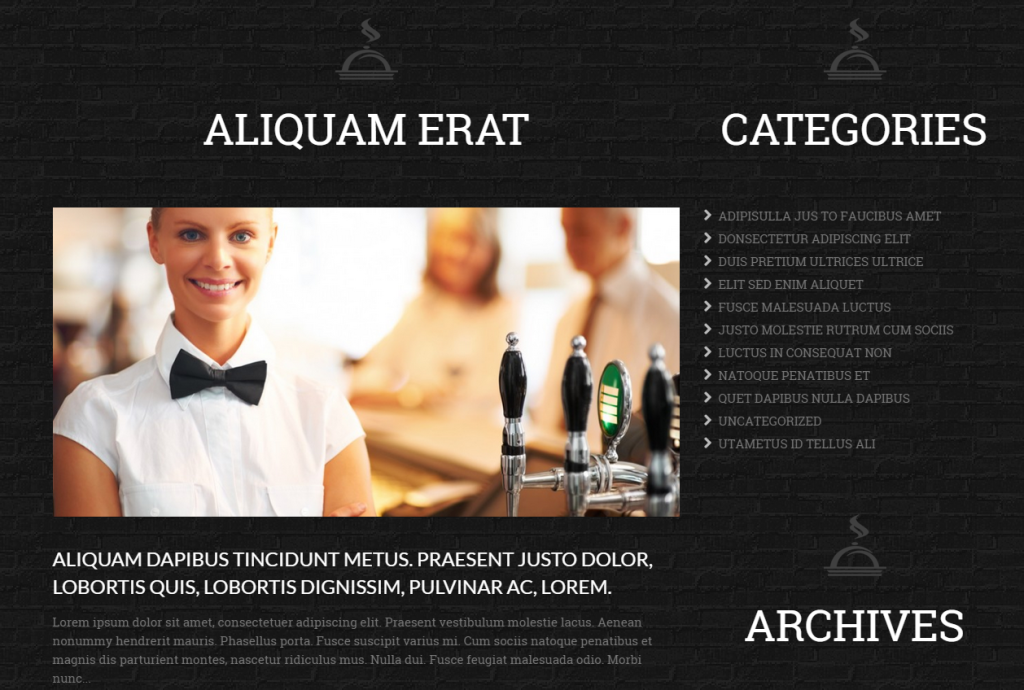 ALIQUAM ERAT
ALIQUAM DAPIBUS TINCIDUNT METUS. PRAESENT JUSTO DOLOR,
LOBORTIS QUIS, LOBORTIS DIGNISSIM, PULVINAR AC, LOREM.
Lorem ipsum dolor sit amet, consectetuer adipiscing elit. Praesent vestibulum molestie lacus. Aenean
nonummy hendrerit mauris. Phasellus porta. Fusce suscipit varius mi. Cum sociis natoque penatibus et
magnis dis parturient montes, nascetur ridiculus mus. Nulla dui. Fusce feugiat malesuada odio. Morbi
nunc...
CATEGORIES
ADIPISULLA JUS TO FAUCIBUS AMET
DONSECTETUR ADIPISCING ELIT
DUIS PRETIUM ULTRICES ULTRICE
ELIT SED ENIM ALIQUET
FUSCE MALESUADA LUCTUS
JUSTO MOLESTIE RUTRUM CUM SOCIIS
LUCTUS IN CONSEQUAT NON
NATOQUE PENATIBUS ET
QUET DAPIBUS NULLA DAPIBUS
UNCATEGORIZED
UTAMETUS ID TELLUS ALI
ARCHIVES